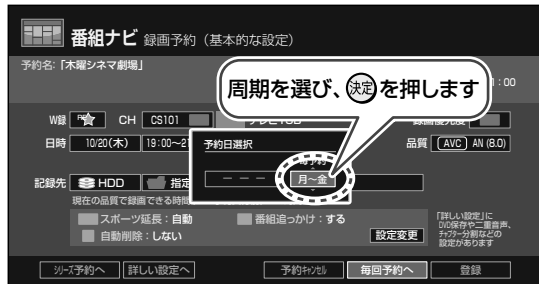 番組ナビ 録画予約（基本的な設定）
予約名：「木曜シネマ劇場」
周期を選び、決定を押します
:00
W録 CH CS101
日時 10/20(木) 19:00～2
予約日選択
品質 AVC AN (8.0)
--- 月～金
記録先 HDD 指定
現在の品質で録画できる時間
スポーツ延長：自動 番組追っかけ：する
自動削除：しない 設定変更
「詳しい設定」に
DVD保存や二重音声、
チャプター分割などの
設定があります
シリーズ予約へ 詳しい設定へ 予約キャンセル 毎回予約へ 登録